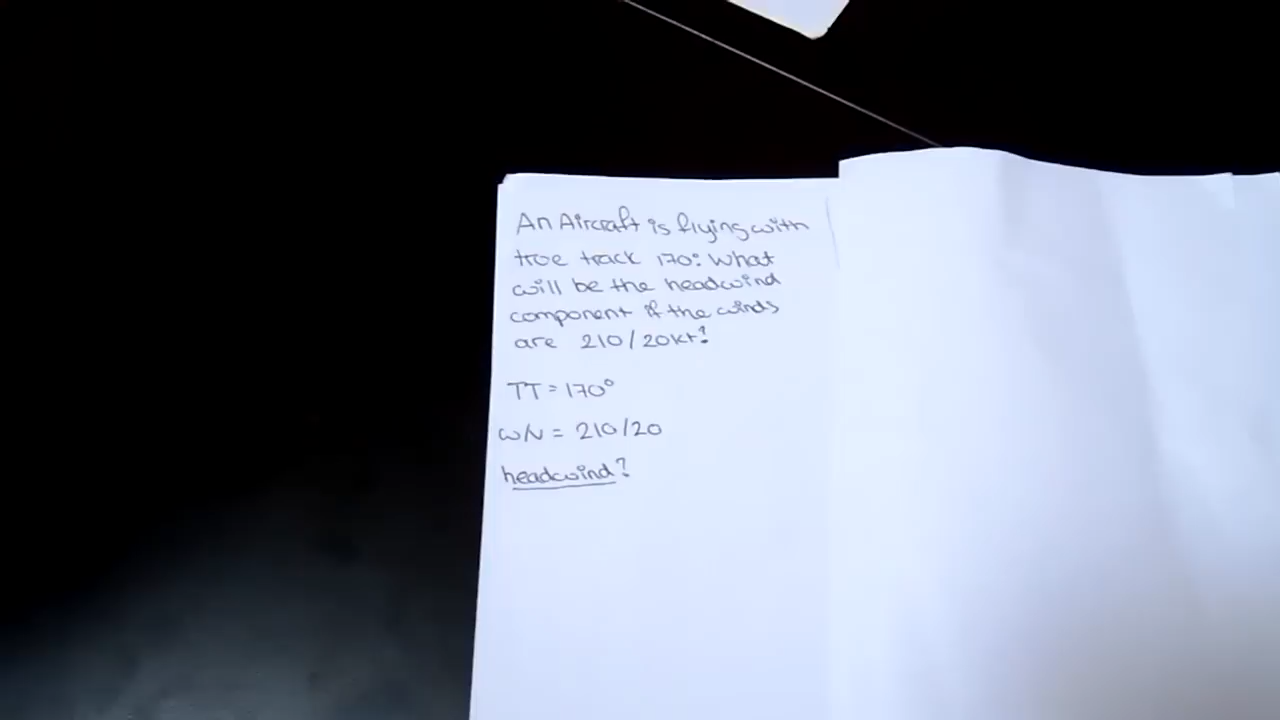 An Aircraft is flying with
true track 170° What
will be the headwind
component if the winds
are 210/20kt?
TT = 170°
W/V = 210/20
headwind?